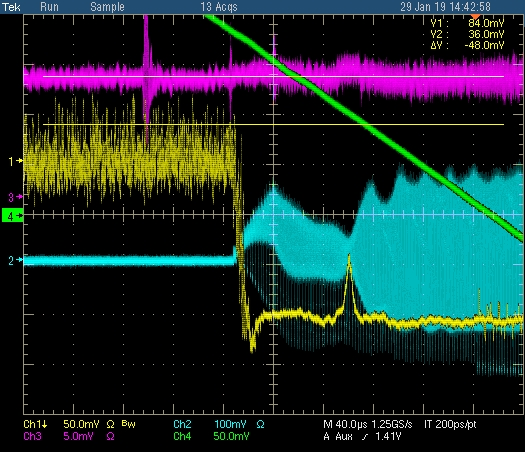 Tek Run Sample 13 Acqs 29 Jan 19 14:42:58
V1 : 84.0mV
V2 : 36.0mV
ΔV : -48.0mV
1
3
4
2
Ch1↓ 50.0mV Ω Bw Ch2 100mV Ω M 40.0µs 1.25GS/s IT 200ps/pt
Ch3 5.0mV Ω Ch4 50.0mV A Aux ∕ 1.41V